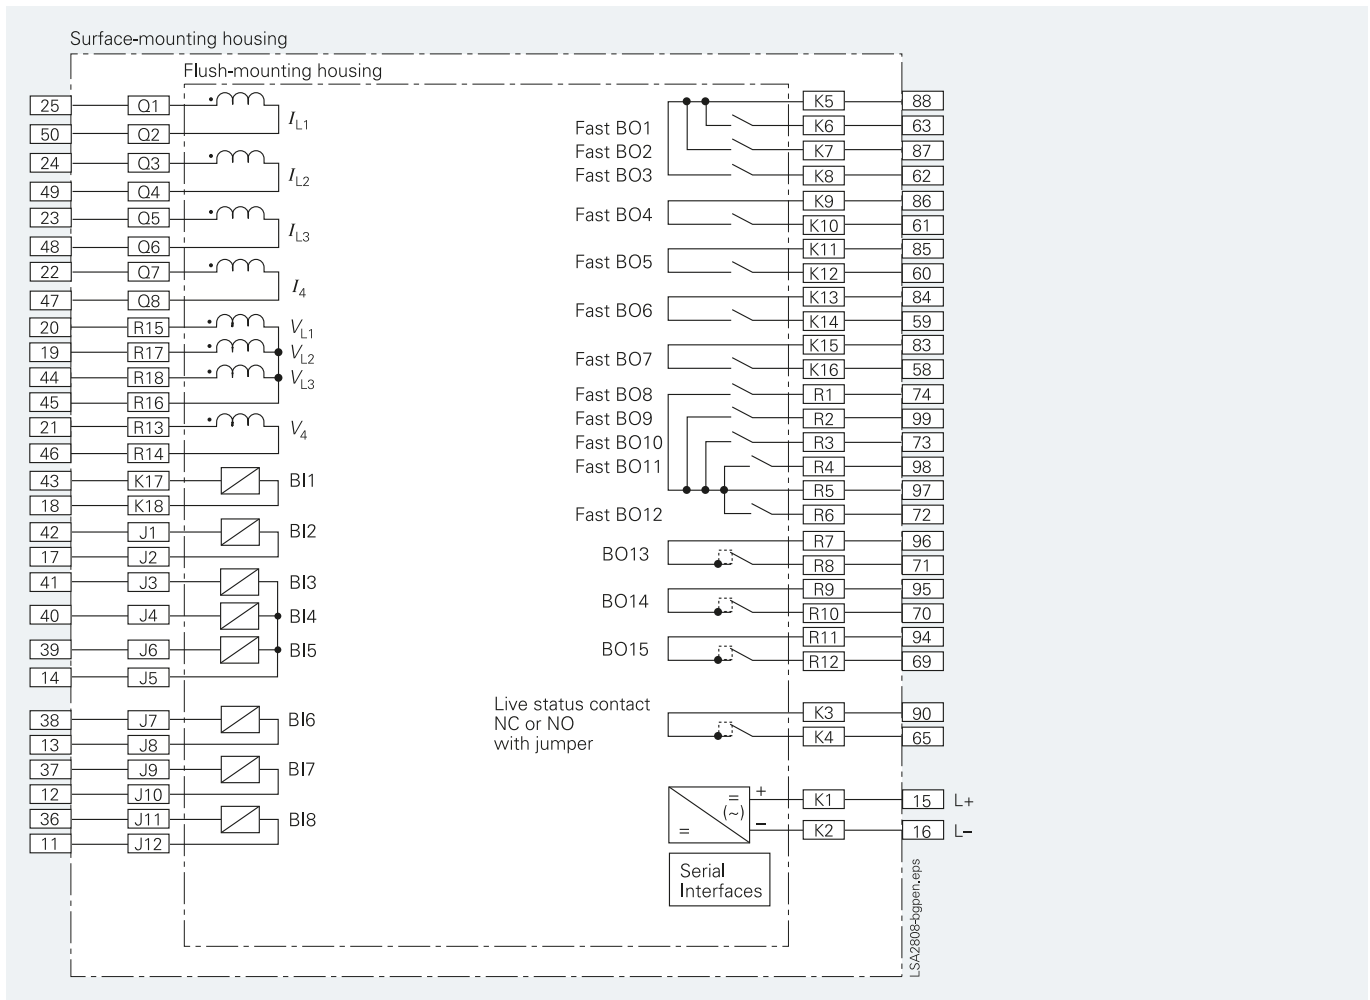 Surface-mounting housing
Flush-mounting housing
25 Q1
50 Q2
I L1
24 Q3
49 Q4
I L2
23 Q5
48 Q6
I L3
22 Q7
47 Q8
I 4
20 R15 V L1
19 R17 V L2
44 R18 V L3
45 R16
21 R13 V 4
46 R14
43 K17 BI1
18 K18
42 J1 BI2
17 J2
41 J3 BI3
40 J4 BI4
39 J6 BI5
14 J5
38 J7 BI6
13 J8
37 J9 BI7
12 J10
36 J11 BI8
11 J12
K5 88
Fast BO1 K6 63
Fast BO2 K7 87
Fast BO3 K8 62
K9 86
Fast BO4 K10 61
K11 85
Fast BO5 K12 60
K13 84
Fast BO6 K14 59
K15 83
Fast BO7 K16 58
Fast BO8 R1 74
Fast BO9 R2 99
Fast BO10 R3 73
Fast BO11 R4 98
R5 97
Fast BO12 R6 72
R7 96
BO13 R8 71
R9 95
BO14 R10 70
R11 94
BO15 R12 69
Live status contact
NC or NO
with jumper
K3 90
K4 65
= (~) =
+ K1 15 L+
– K2 16 L–
Serial
Interfaces
LSA2808-bgpen.eps